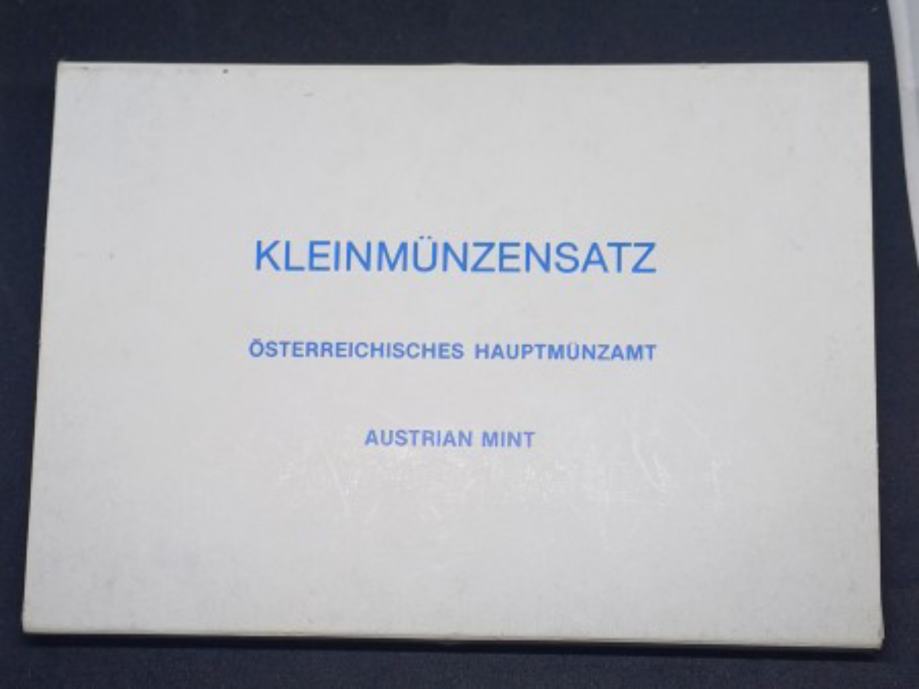 KLEINMÜNZENSATZ
ÖSTERREICHISCHES HAUPTMÜNZAMT
AUSTRIAN MINT